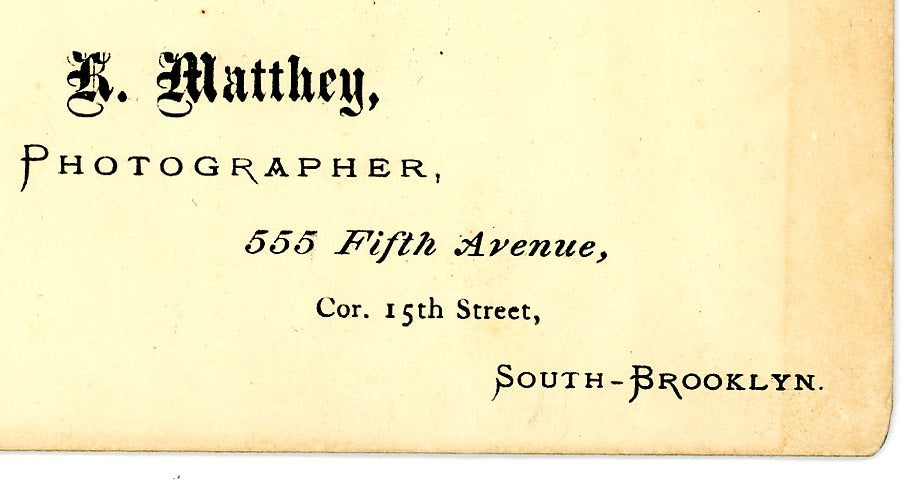 R. Matthey,
PHOTOGRAPHER,
555 Fifth Avenue,
Cor. 15th Street,
SOUTH-BROOKLYN.